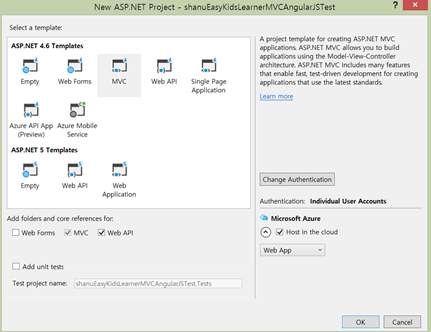 New ASP.NET Project - shanuEasyKidsLearnerMVCAngularJSTest
? ×
Select a template:
ASP.NET 4.6 Templates
Empty
Web Forms
MVC
Web API
Single Page
Application
Azure API App
(Preview)
Azure Mobile
Service
ASP.NET 5 Templates
Empty
Web API
Web
Application
A project template for creating ASP.NET MVC
applications. ASP.NET MVC allows you to build
applications using the Model-View-Controller
architecture. ASP.NET MVC includes many features
that enable fast, test-driven development for creating
applications that use the latest standards.
Learn more
Change Authentication
Authentication: Individual User Accounts
Microsoft Azure
Host in the cloud
Web App
Add folders and core references for:
Web Forms
MVC
Web API
Add unit tests
Test project name:
shanuEasyKidsLearnerMVCAngularJSTest.Tests
OK
Cancel